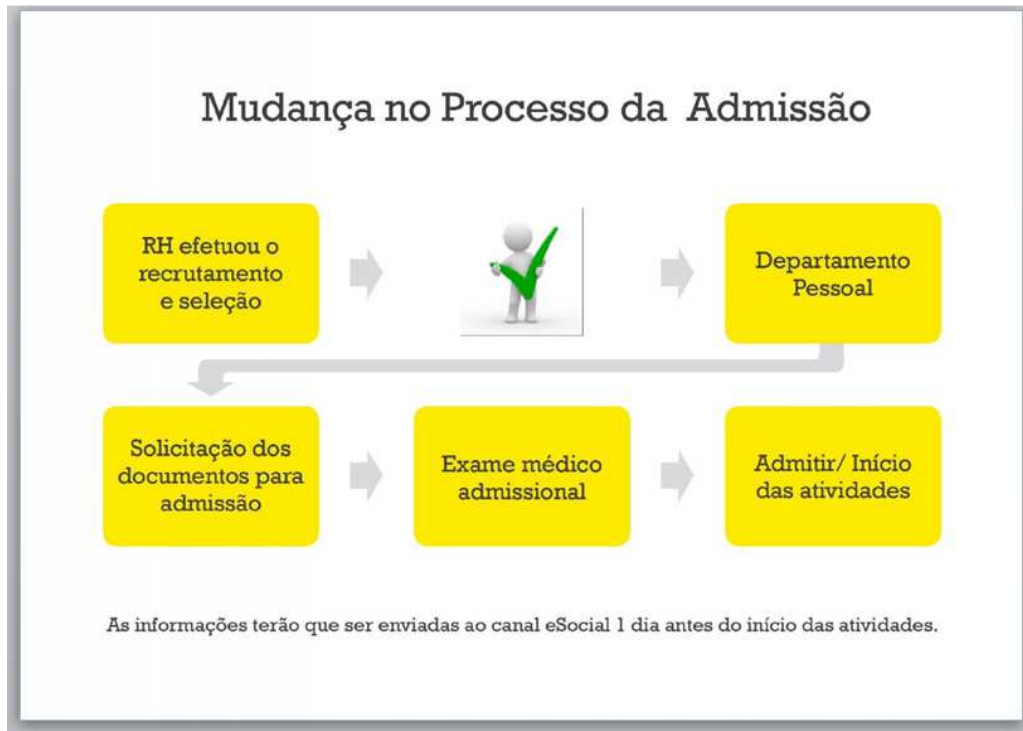 Mudança no Processo da Admissão
RH efetuou o
recrutamento
e seleção
Departamento
Pessoal
Solicitação dos
documentos para
admissão
Exame médico
admissional
Admitir/ Início
das atividades
As informações terão que ser enviadas ao canal eSocial 1 dia antes do início das atividades.